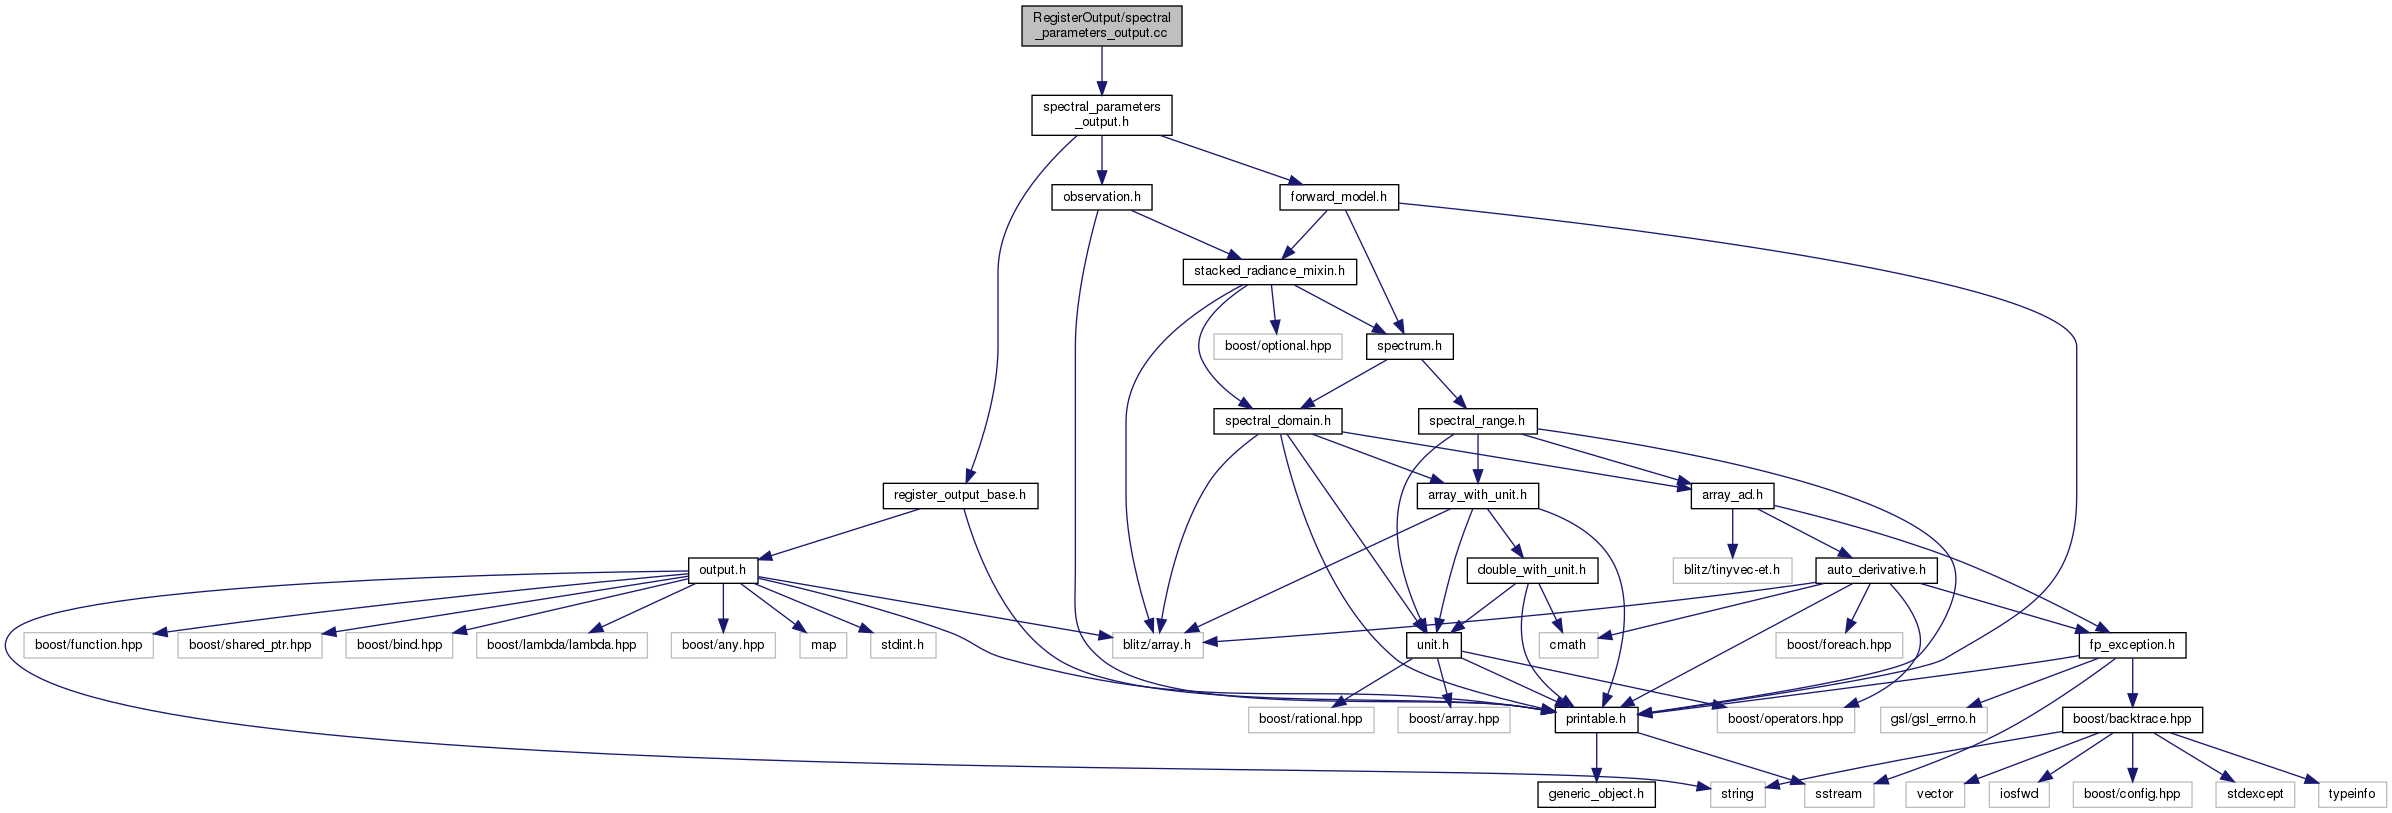 RegisterOutput/spectral
_parameters_output.cc
spectral_parameters
_output.h
observation.h
forward_model.h
stacked_radiance_mixin.h
boost/optional.hpp
spectrum.h
spectral_domain.h
spectral_range.h
register_output_base.h
array_with_unit.h
array_ad.h
output.h
double_with_unit.h
blitz/tinyvec-et.h
auto_derivative.h
boost/function.hpp
boost/shared_ptr.hpp
boost/bind.hpp
boost/lambda/lambda.hpp
boost/any.hpp
map
stdint.h
blitz/array.h
unit.h
cmath
boost/foreach.hpp
fp_exception.h
boost/rational.hpp
boost/array.hpp
printable.h
boost/operators.hpp
gsl/gsl_errno.h
boost/backtrace.hpp
generic_object.h
string
sstream
vector
iosfwd
boost/config.hpp
stdexcept
typeinfo